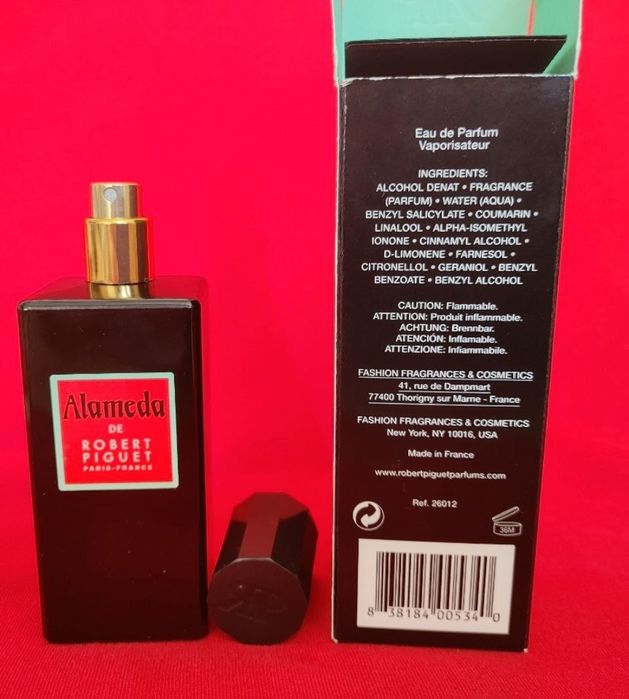 Alameda
DE
ROBERT
PIGUET
PARIS-FRANCE
Eau de Parfum
Vaporisateur
INGREDIENTS:
ALCOHOL DENAT • FRAGRANCE
(PARFUM) • WATER (AQUA) •
BENZYL SALICYLATE • COUMARIN •
LINALOOL • ALPHA-ISOMETHYL
IONONE • CINNAMYL ALCOHOL •
D-LIMONENE • FARNESOL •
CITRONELLOL • GERANIOL • BENZYL
BENZOATE • BENZYL ALCOHOL
CAUTION: Flammable.
ATTENTION: Produit inflammable.
ACHTUNG: Brennbar.
ATENCIÓN: Inflamable.
ATTENZIONE: Infiammabile.
FASHION FRAGRANCES & COSMETICS
41, rue de Dampmart
77400 Thorigny sur Marne - France
FASHION FRAGRANCES & COSMETICS
New York, NY 10016, USA
Made in France
www.robertpiguetparfums.com
Ref. 26012
36M
8 38184 00534 0